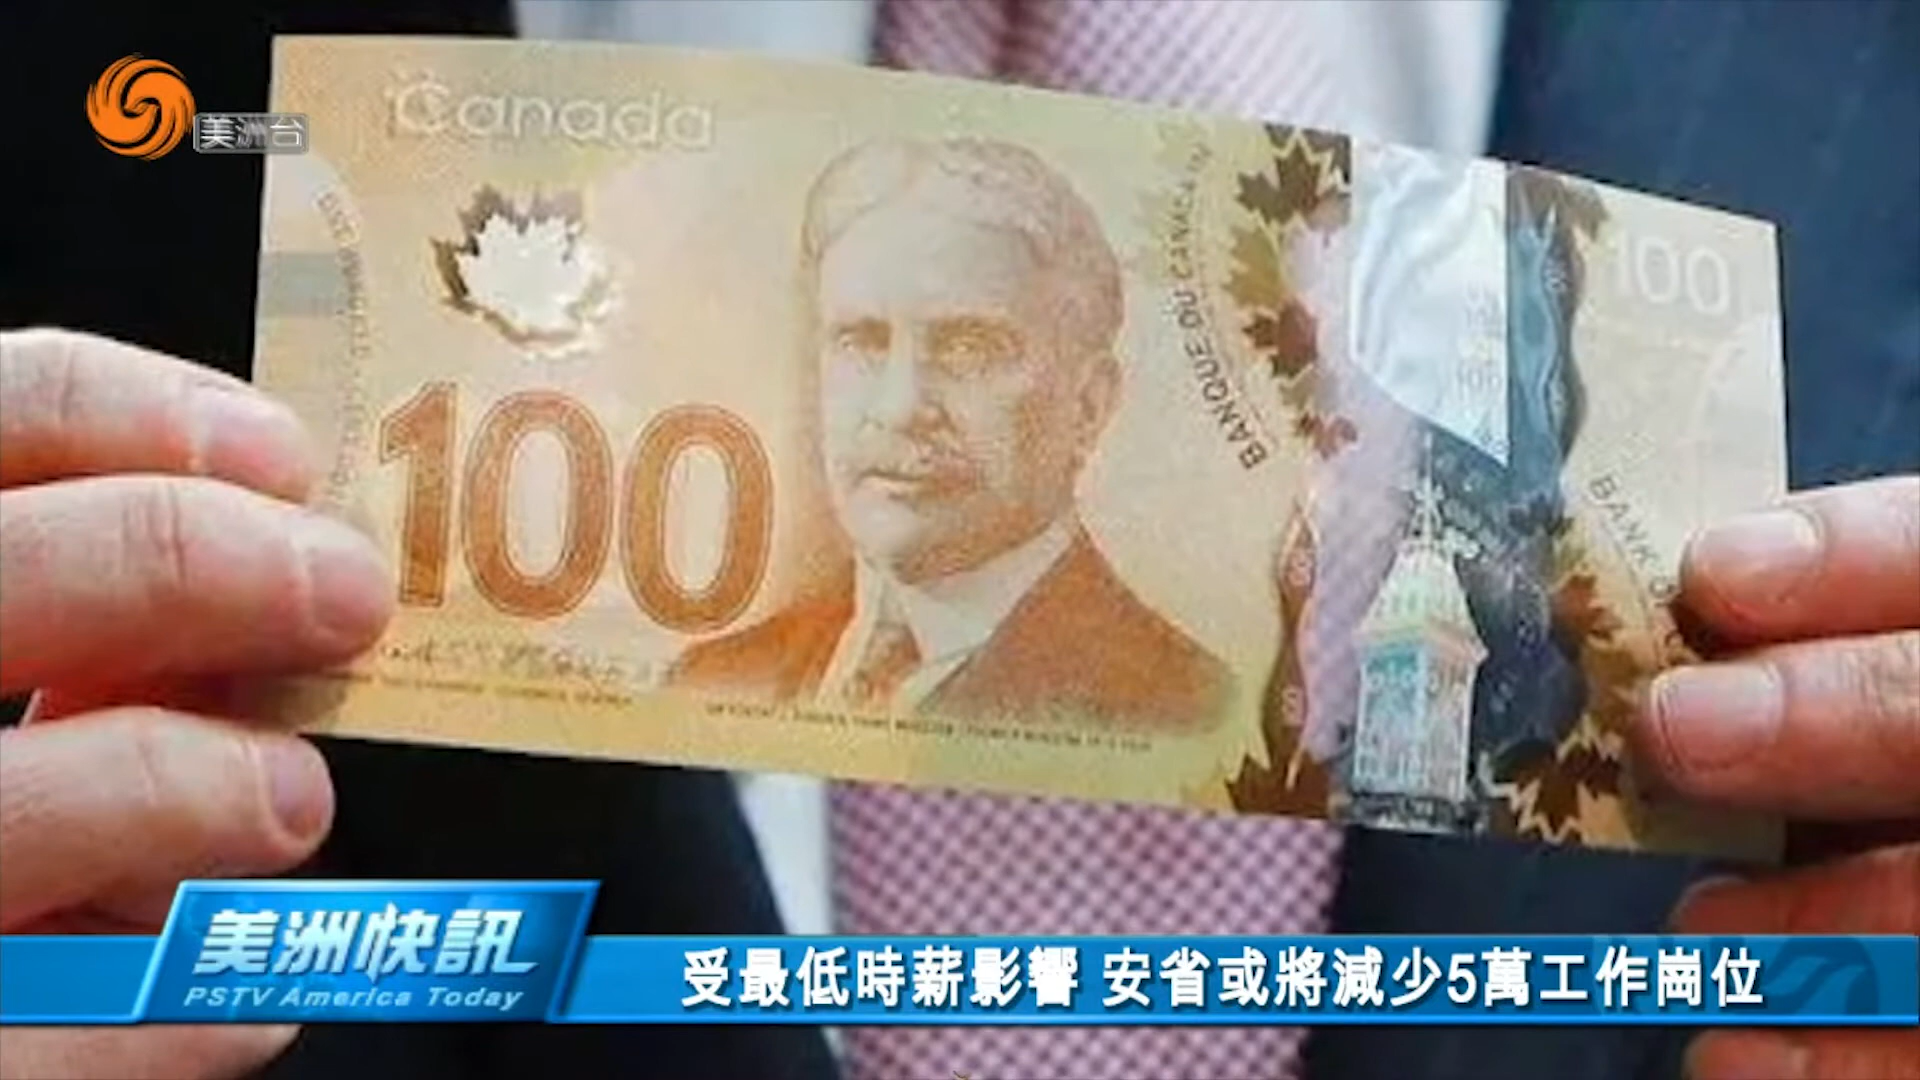 美洲台
Canada
100
BANQUE DU CANADA
100
BANK O
美洲快訊
PSTV America Today
受最低時薪影響 安省或將減少5萬工作崗位